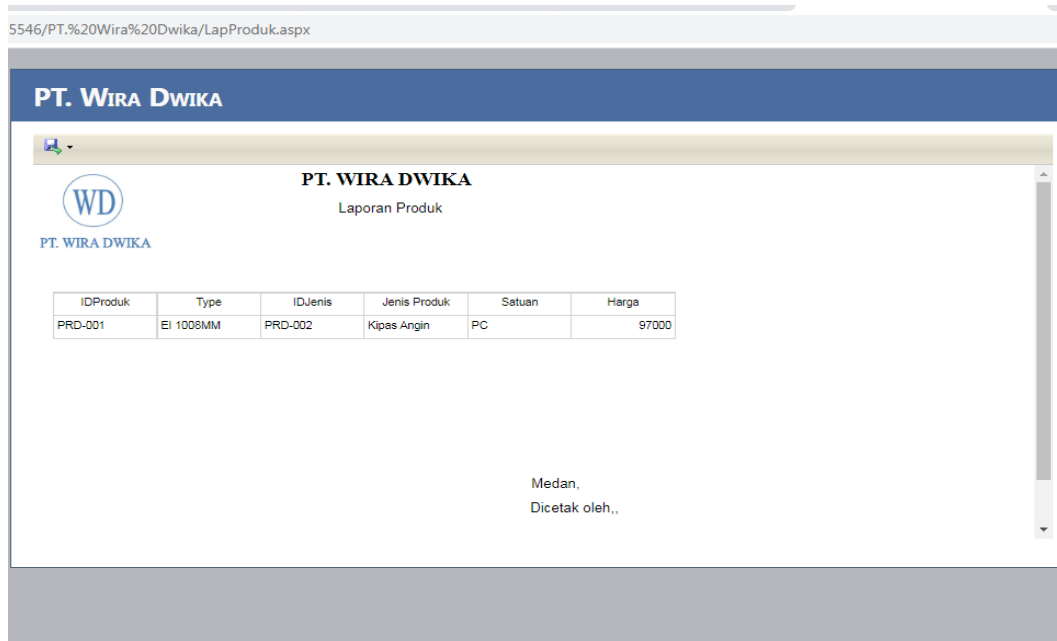 5546/PT.%20Wira%20Dwika/LapProduk.aspx
PT. WIRA DWIKA
PT. WIRA DWIKA
WD
Laporan Produk
PT. WIRA DWIKA
IDProduk Type IDJenis Jenis Produk Satuan Harga
PRD-001 EI 1008MM PRD-002 Kipas Angin PC 97000
Medan,
Dicetak oleh,,